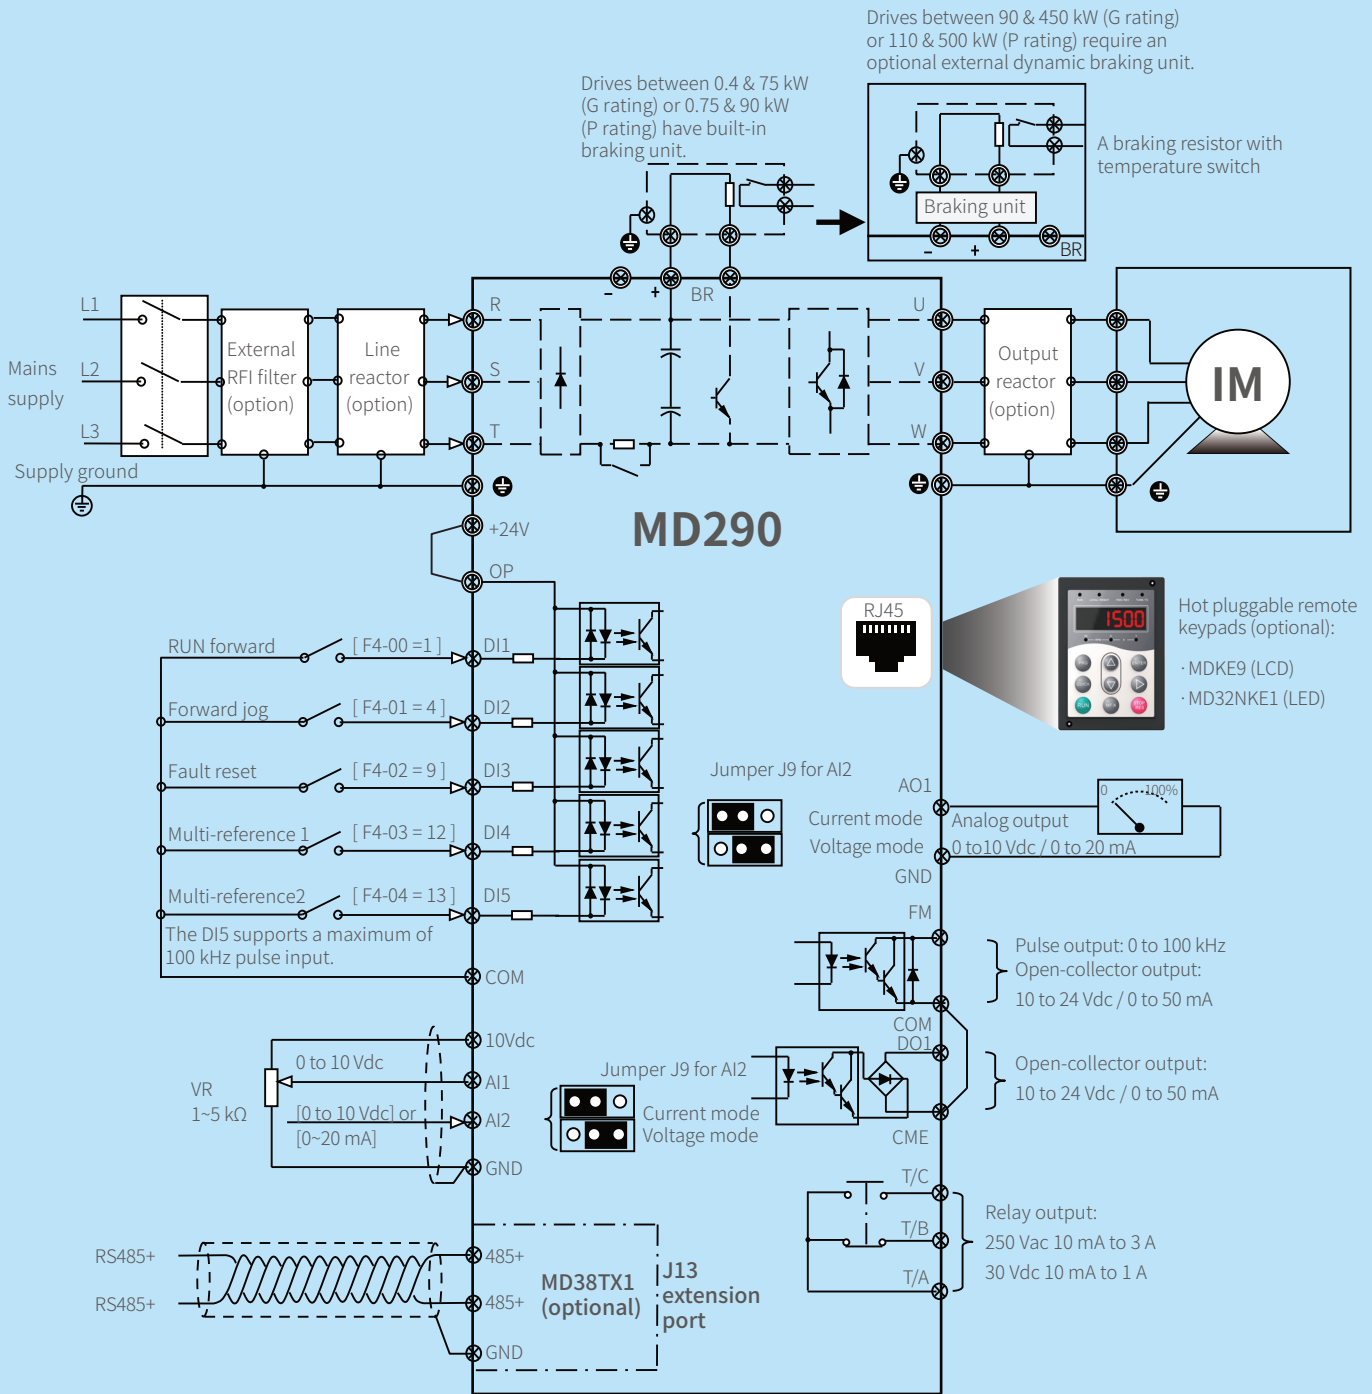 Drives between 90 & 450 kW (G rating)
or 110 & 500 kW (P rating) require an
optional external dynamic braking unit.
Drives between 0.4 & 75 kW
(G rating) or 0.75 & 90 kW
(P rating) have built-in
braking unit.
A braking resistor with
temperature switch
Braking unit
− + BR
− + BR
L1
L2
L3
Mains
supply
Supply ground
External
RFI filter
(option)
Line
reactor
(option)
R
S
T
U
V
W
Output
reactor
(option)
IM
MD290
+24V
OP
RUN forward [ F4-00 =1 ] DI1
Forward jog [ F4-01 = 4 ] DI2
Fault reset [ F4-02 = 9 ] DI3
Multi-reference 1 [ F4-03 = 12 ] DI4
Multi-reference2 [ F4-04 = 13 ] DI5
The DI5 supports a maximum of
100 kHz pulse input.
COM
RJ45
1500
RUN
Hot pluggable remote
keypads (optional):
· MDKE9 (LCD)
· MD32NKE1 (LED)
Jumper J9 for AI2
Current mode
Voltage mode
AO1
Analog output
0 to10 Vdc / 0 to 20 mA
GND
0 100%
FM
Pulse output: 0 to 100 kHz
Open-collector output:
10 to 24 Vdc / 0 to 50 mA
COM
DO1
Open-collector output:
10 to 24 Vdc / 0 to 50 mA
CME
10Vdc
0 to 10 Vdc
AI1
VR
1~5 kΩ
[0 to 10 Vdc] or
[0~20 mA]
AI2
GND
Jumper J9 for AI2
Current mode
Voltage mode
T/C
T/B
T/A
Relay output:
250 Vac 10 mA to 3 A
30 Vdc 10 mA to 1 A
RS485+
RS485+
485+
485+
GND
MD38TX1
(optional)
J13
extension
port